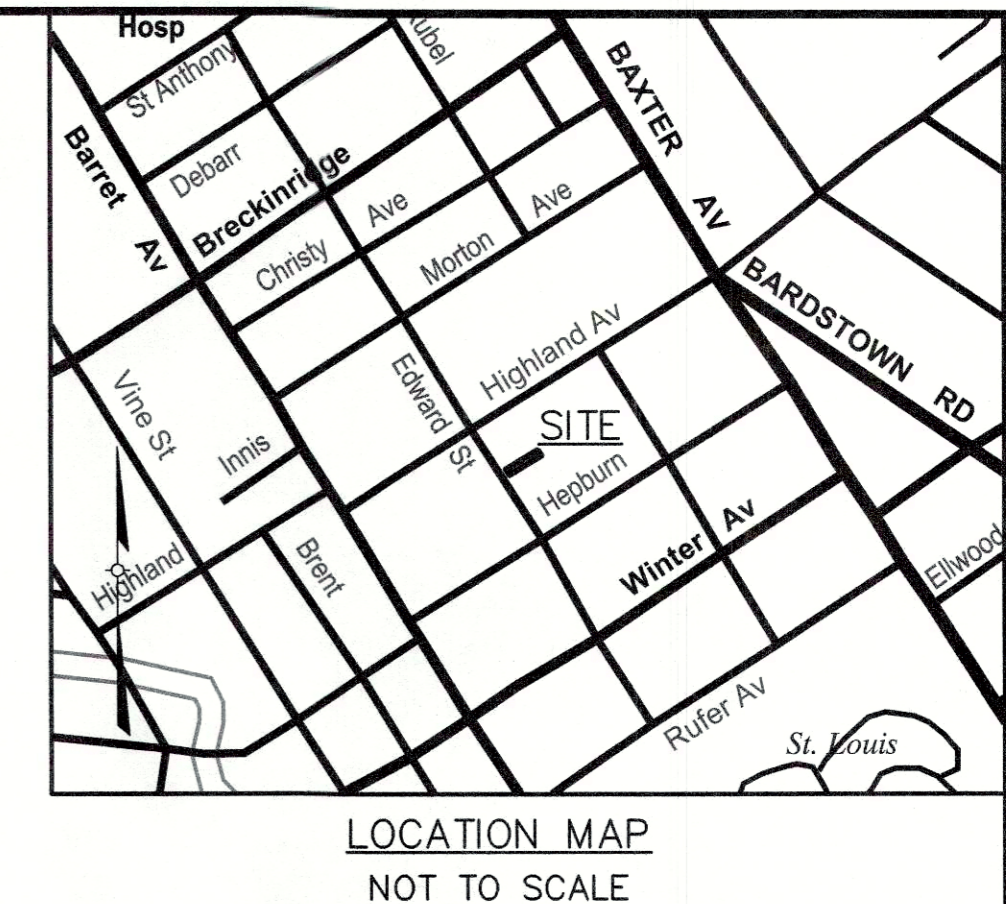 Hosp
St Anthony
Debarr
Barret
Av
Breckinridge
BAXTER
AV
Christy
Ave
Morton
Ave
BARDSTOWN
RD
Highland Av
Edward
St
Vine St
Innis
SITE
Hepburn
Highland
Brent
Winter
Av
Ellwood
Rufer Av
St. Louis
LOCATION MAP
NOT TO SCALE